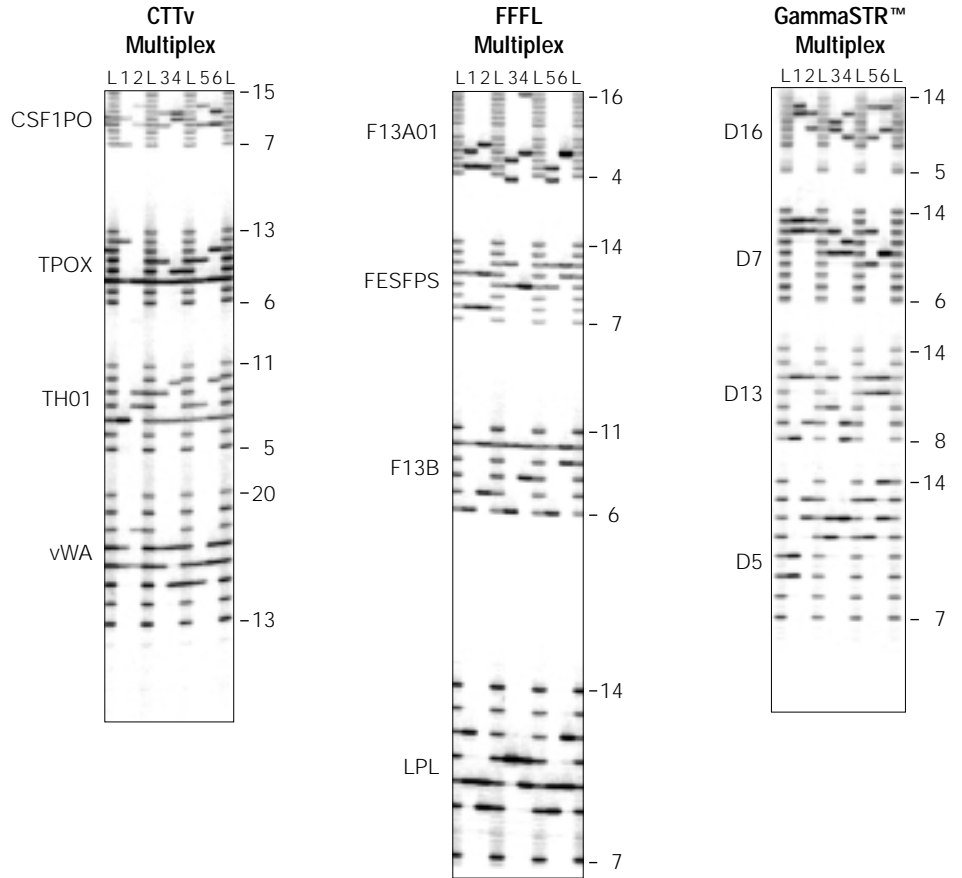 CTTv
Multiplex
L 1 2 L 3 4 L 5 6 L
CSF1PO
15
7
TPOX
13
6
TH01
11
5
vWA
20
13
FFFL
Multiplex
L 1 2 L 3 4 L 5 6 L
F13A01
16
4
FESFPS
14
7
F13B
11
6
LPL
14
7
GammaSTR™
Multiplex
L 1 2 L 3 4 L 5 6 L
D16
14
5
D7
14
6
D13
14
8
D5
14
7